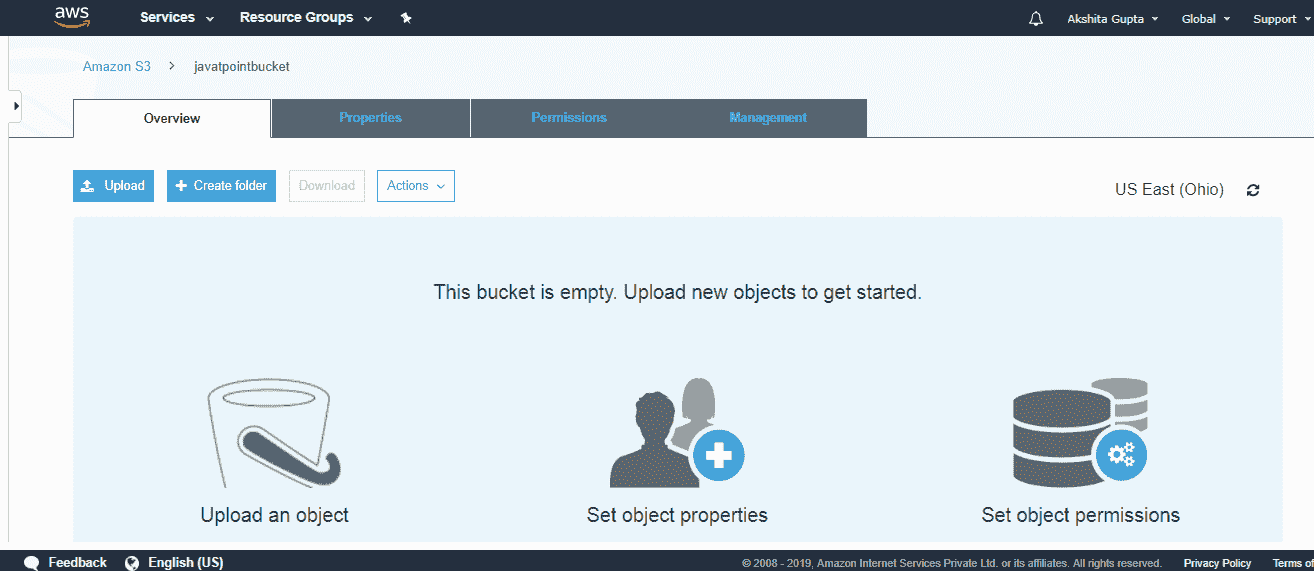 aws Services Resource Groups Akshita Gupta Global Support
Amazon S3 > javatpointbucket
Overview Properties Permissions Management
Upload Create folder Download Actions US East (Ohio)
This bucket is empty. Upload new objects to get started.
Upload an object Set object properties Set object permissions
Feedback English (US) © 2008 - 2019, Amazon Internet Services Private Ltd. or its affiliates. All rights reserved. Privacy Policy Terms of